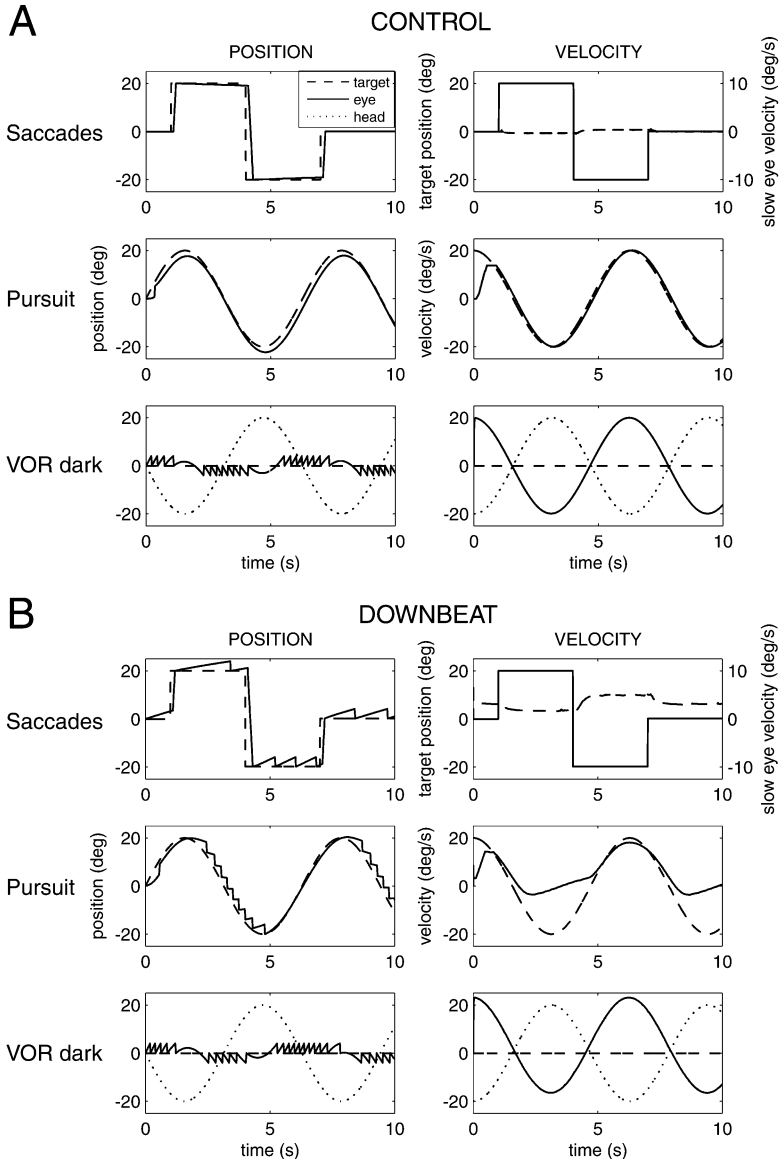 A
CONTROL
POSITION
VELOCITY
Saccades
20
0
-20
0
5
10
target
eye
head
target position (deg)
20
0
-20
0
5
10
10
0
-10
slow eye velocity (deg/s)
Pursuit
position (deg)
20
0
-20
0
5
10
velocity (deg/s)
20
0
-20
0
5
10
VOR dark
20
0
-20
0
5
10
time (s)
20
0
-20
0
5
10
time (s)
B
DOWNBEAT
POSITION
VELOCITY
Saccades
20
0
-20
0
5
10
target position (deg)
20
0
-20
0
5
10
10
0
-10
slow eye velocity (deg/s)
Pursuit
position (deg)
20
0
-20
0
5
10
velocity (deg/s)
20
0
-20
0
5
10
VOR dark
20
0
-20
0
5
10
time (s)
20
0
-20
0
5
10
time (s)